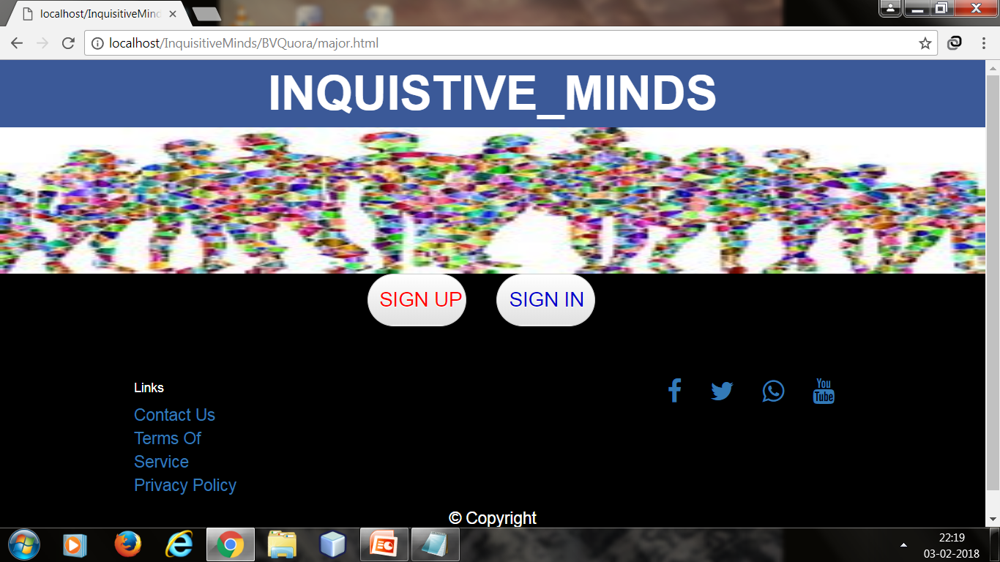 localhost/InquisitiveMind
localhost/InquisitiveMinds/BVQuora/major.html
INQUISTIVE_MINDS
SIGN UP
SIGN IN
Links
Contact Us
Terms Of
Service
Privacy Policy
You
Tube
© Copyright
22:19
03-02-2018